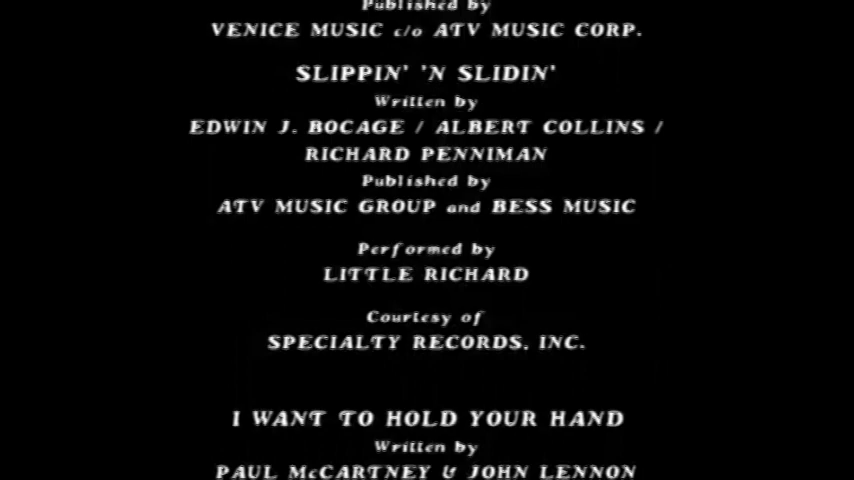 Published by
VENICE MUSIC c/o ATV MUSIC CORP.
SLIPPIN' 'N SLIDIN'
Written by
EDWIN J. BOCAGE / ALBERT COLLINS /
RICHARD PENNIMAN
Published by
ATV MUSIC GROUP and BESS MUSIC
Performed by
LITTLE RICHARD
Courtesy of
SPECIALTY RECORDS, INC.
I WANT TO HOLD YOUR HAND
Written by
PAUL McCARTNEY & JOHN LENNON